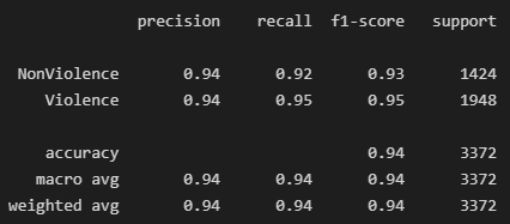 precision recall f1-score support
NonViolence 0.94 0.92 0.93 1424
Violence 0.94 0.95 0.95 1948
accuracy 0.94 3372
macro avg 0.94 0.94 0.94 3372
weighted avg 0.94 0.94 0.94 3372